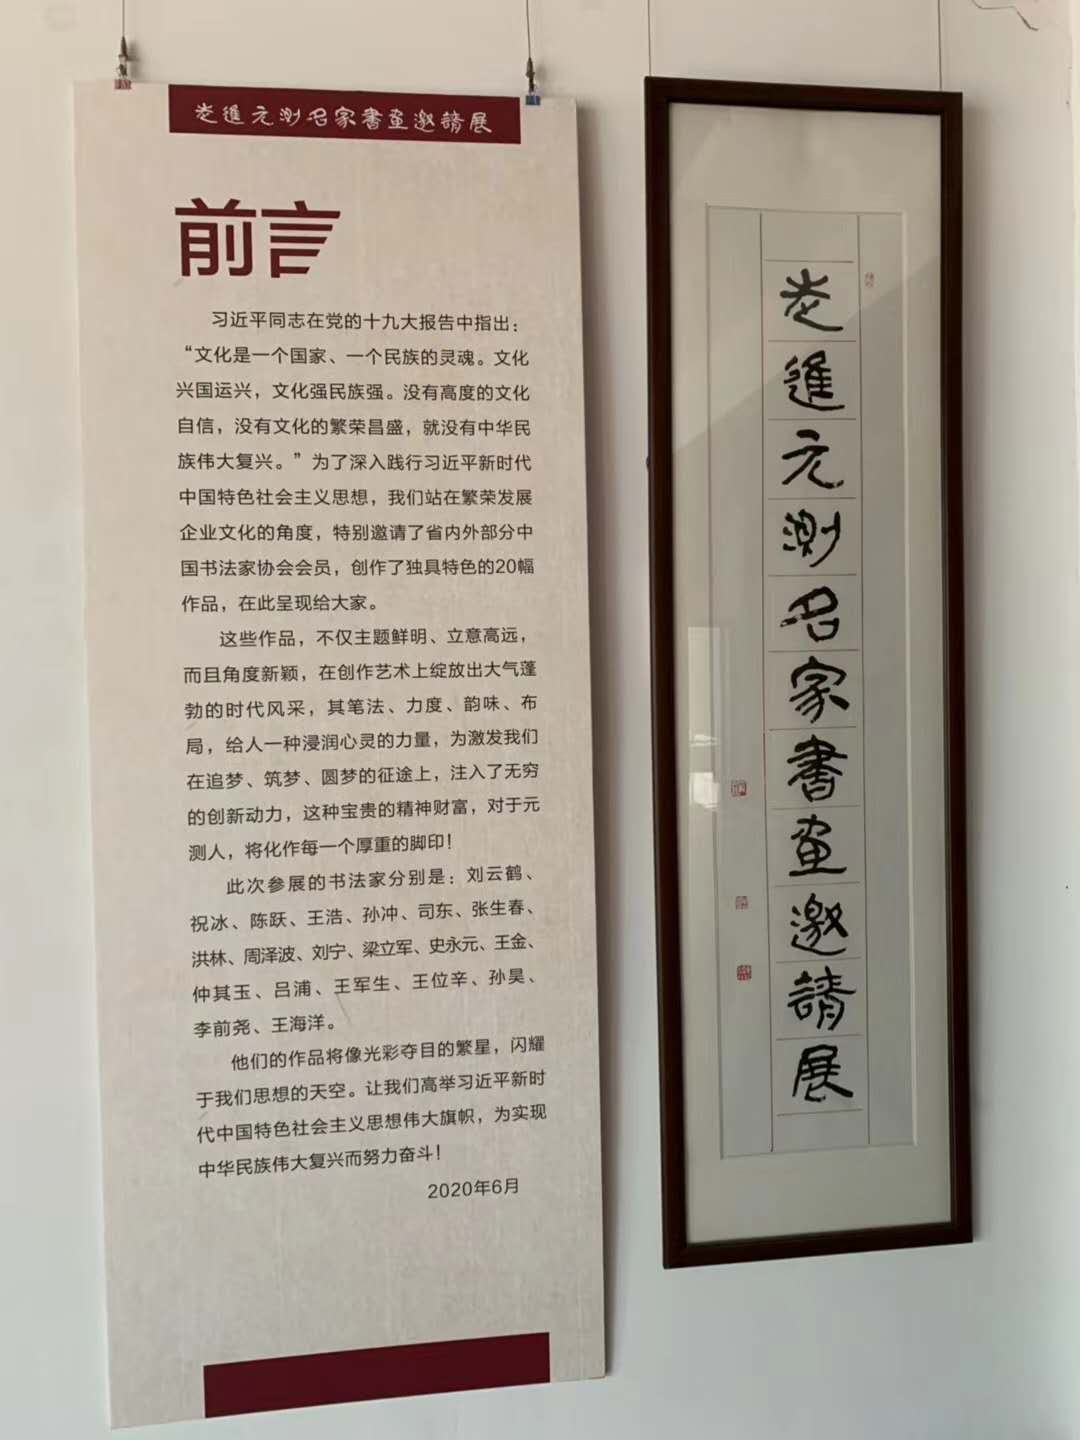 走進元測名家書畫邀請展
前言
习近平同志在党的十九大报告中指出：
“文化是一个国家、一个民族的灵魂。文化
兴国运兴，文化强民族强。没有高度的文化
自信，没有文化的繁荣昌盛，就没有中华民
族伟大复兴。”为了深入践行习近平新时代
中国特色社会主义思想，我们站在繁荣发展
企业文化的角度，特别邀请了省内外部分中
国书法家协会会员，创作了独具特色的20幅
作品，在此呈现给大家。
这些作品，不仅主题鲜明、立意高远，
而且角度新颖，在创作艺术上绽放出大气蓬
勃的时代风采，其笔法、力度、韵味、布
局，给人一种浸润心灵的力量，为激发我们
在追梦、筑梦、圆梦的征途上，注入了无穷
的创新动力，这种宝贵的精神财富，对于元
测人，将化作每一个厚重的脚印！
此次参展的书法家分别是：刘云鹤、
祝冰、陈跃、王浩、孙冲、司东、张生春、
洪林、周泽波、刘宁、梁立军、史永元、王金、
仲其玉、吕浦、王军生、王位辛、孙昊、
李前尧、王海洋。
他们的作品将像光彩夺目的繁星，闪耀
于我们思想的天空。让我们高举习近平新时
代中国特色社会主义思想伟大旗帜，为实现
中华民族伟大复兴而努力奋斗！
2020年6月
走進元測名家書畫邀請展